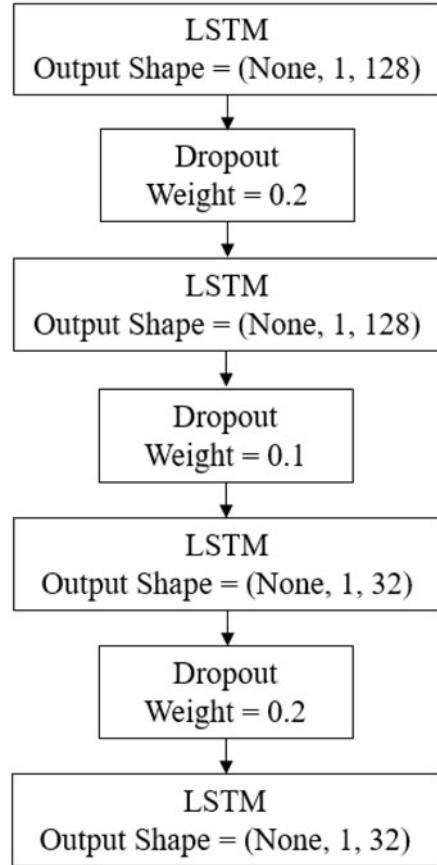 LSTM
Output Shape = (None, 1, 128)
Dropout
Weight = 0.2
LSTM
Output Shape = (None, 1, 128)
Dropout
Weight = 0.1
LSTM
Output Shape = (None, 1, 32)
Dropout
Weight = 0.2
LSTM
Output Shape = (None, 1, 32)